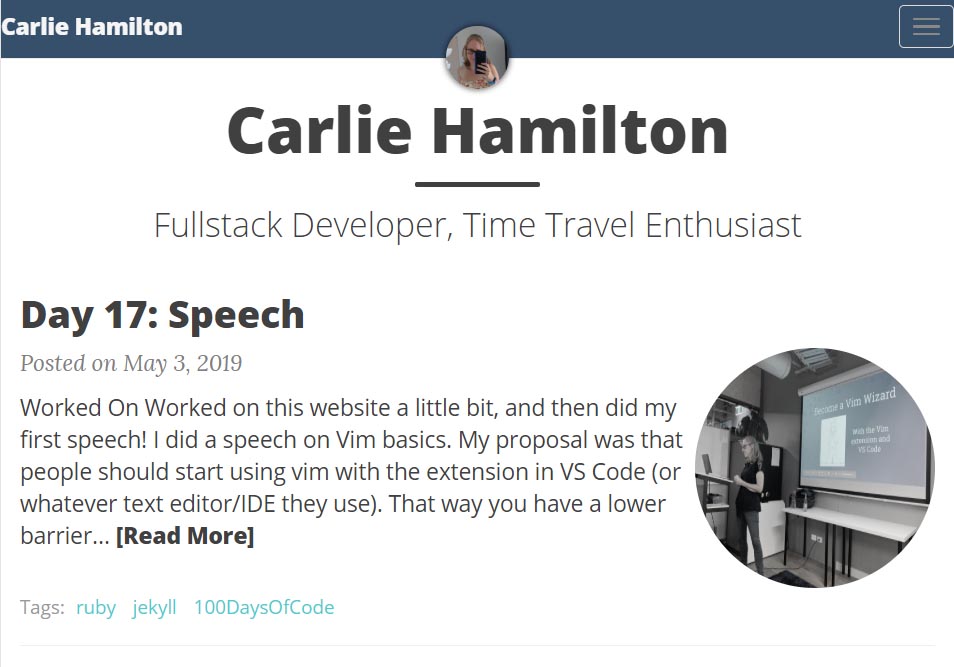 Carlie Hamilton
Carlie Hamilton
Fullstack Developer, Time Travel Enthusiast
Day 17: Speech
Posted on May 3, 2019
Worked On Worked on this website a little bit, and then did my
first speech! I did a speech on Vim basics. My proposal was that
people should start using vim with the extension in VS Code (or
whatever text editor/IDE they use). That way you have a lower
barrier... [Read More]
Become a Vim Wizard
With the Vim
extension and
VS Code
Tags: ruby jekyll 100DaysOfCode